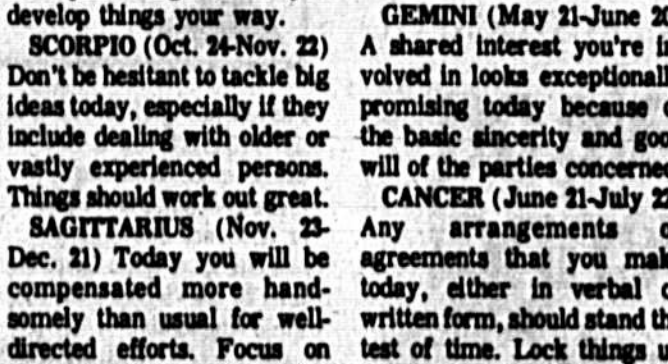 develop things your way.
SCORPIO (Oct. 24-Nov. 22)
Don't be hesitant to tackle big
ideas today, especially if they
include dealing with older or
vastly experienced persons.
Things should work out great.
SAGITTARIUS (Nov. 23-
Dec. 21) Today you will be
compensated more hand-
somely than usual for well-
directed efforts. Focus on
GEMINI (May 21-June
A shared interest you're
volved in looks
promising today because
the basic sincerity and
will of the parties
CANCER (June 21-July
Any arrangements
agreements that you
today, either in verbal
written form, should stand
test of time. Lock things